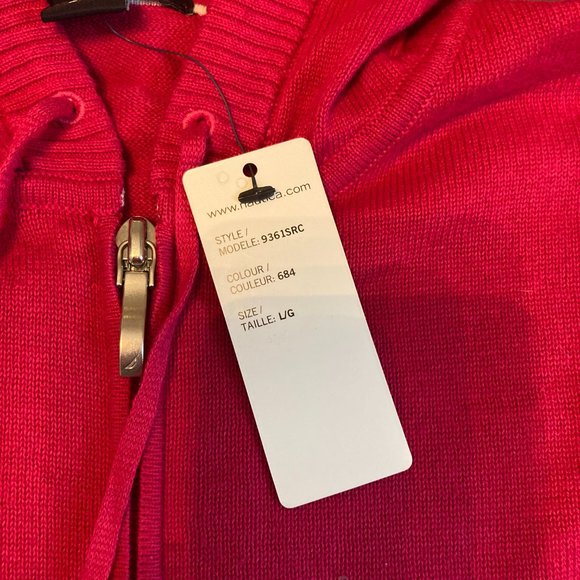 www.nautica.com
STYLE /
MODELE: 9361SRC
COLOUR /
COULEUR: 684
SIZE /
TAILLE: L/G